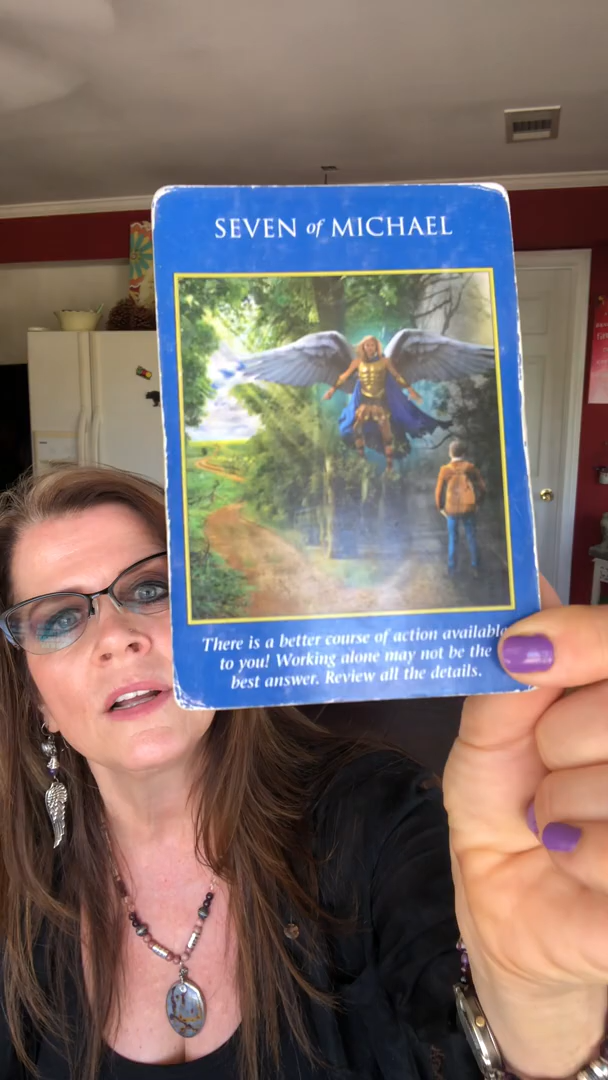 SEVEN of MICHAEL
There is a better course of action available
to you! Working alone may not be the
best answer. Review all the details.